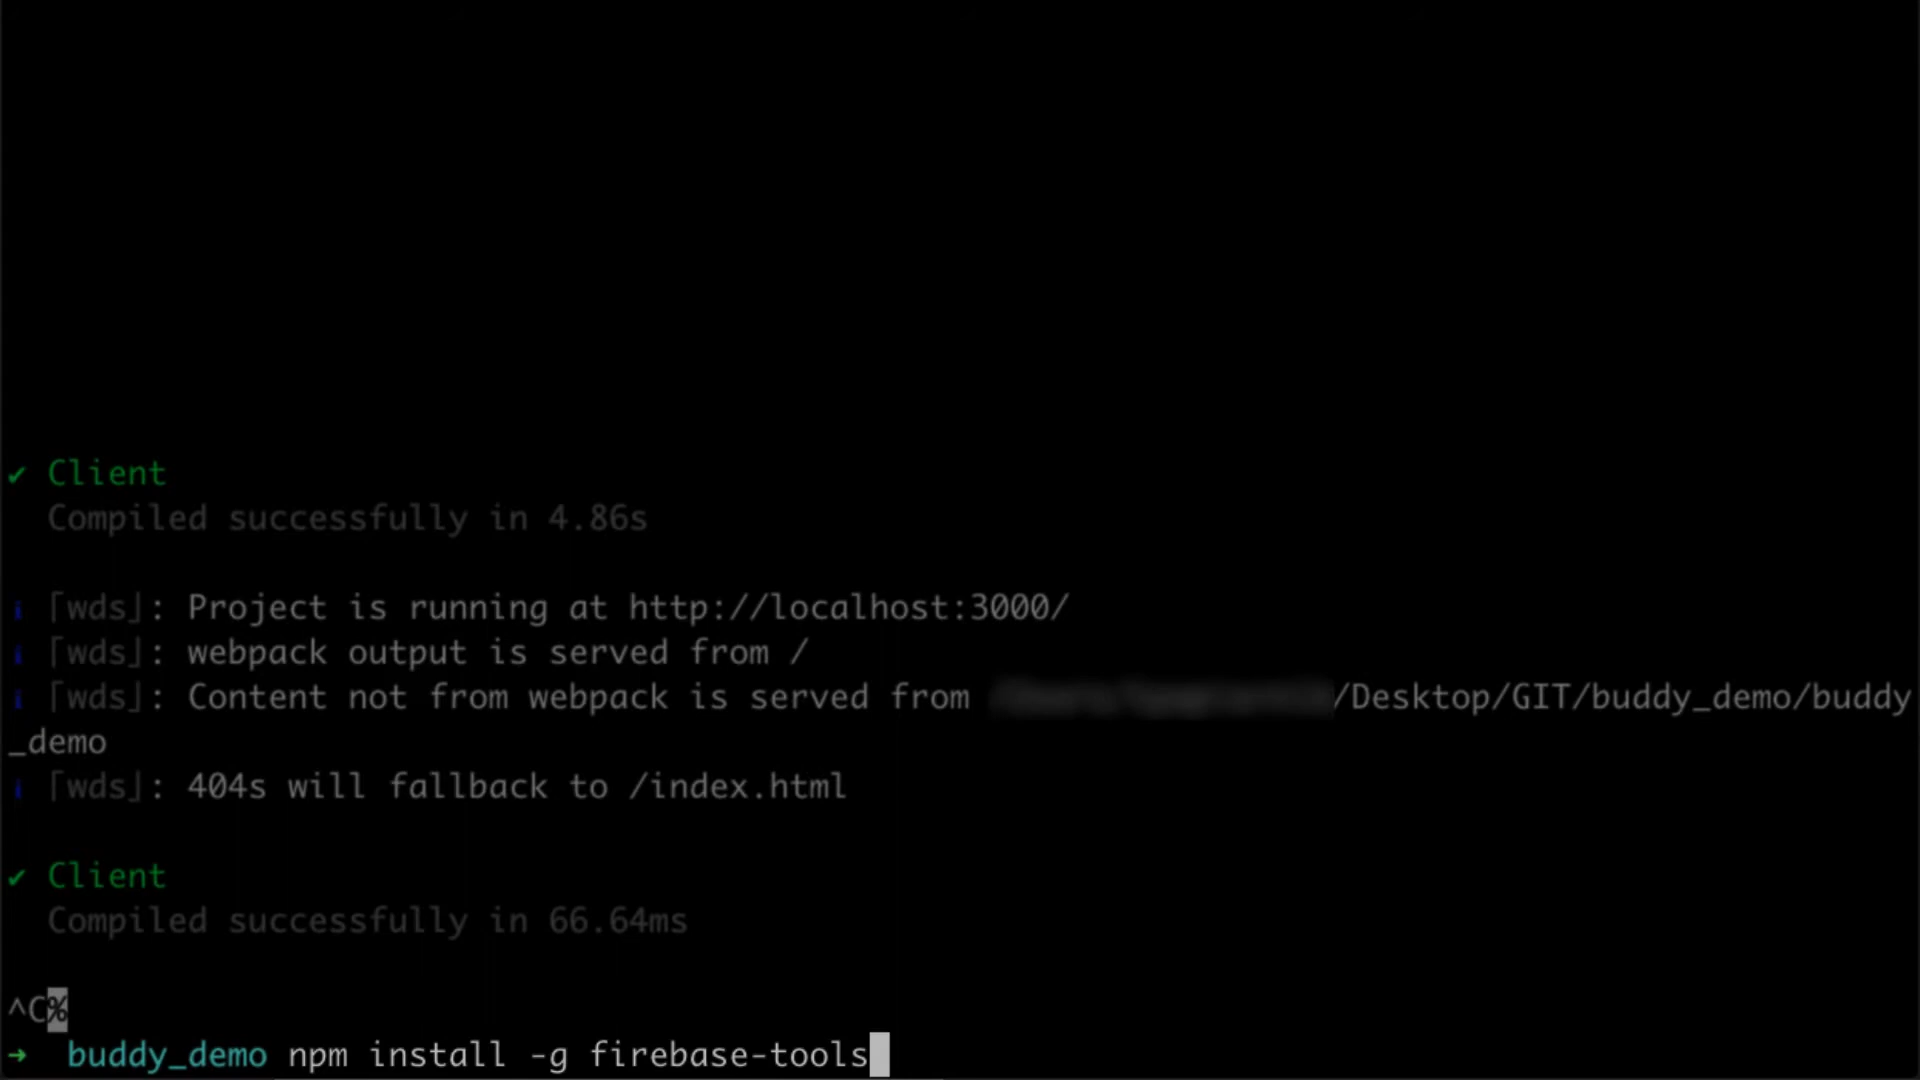 ✔ Client
Compiled successfully in 4.86s
i ｢wds｣: Project is running at http://localhost:3000/
i ｢wds｣: webpack output is served from /
i ｢wds｣: Content not from webpack is served from /Desktop/GIT/buddy_demo/buddy
_demo
i ｢wds｣: 404s will fallback to /index.html
✔ Client
Compiled successfully in 66.64ms
^C%
➜ buddy_demo npm install -g firebase-tools